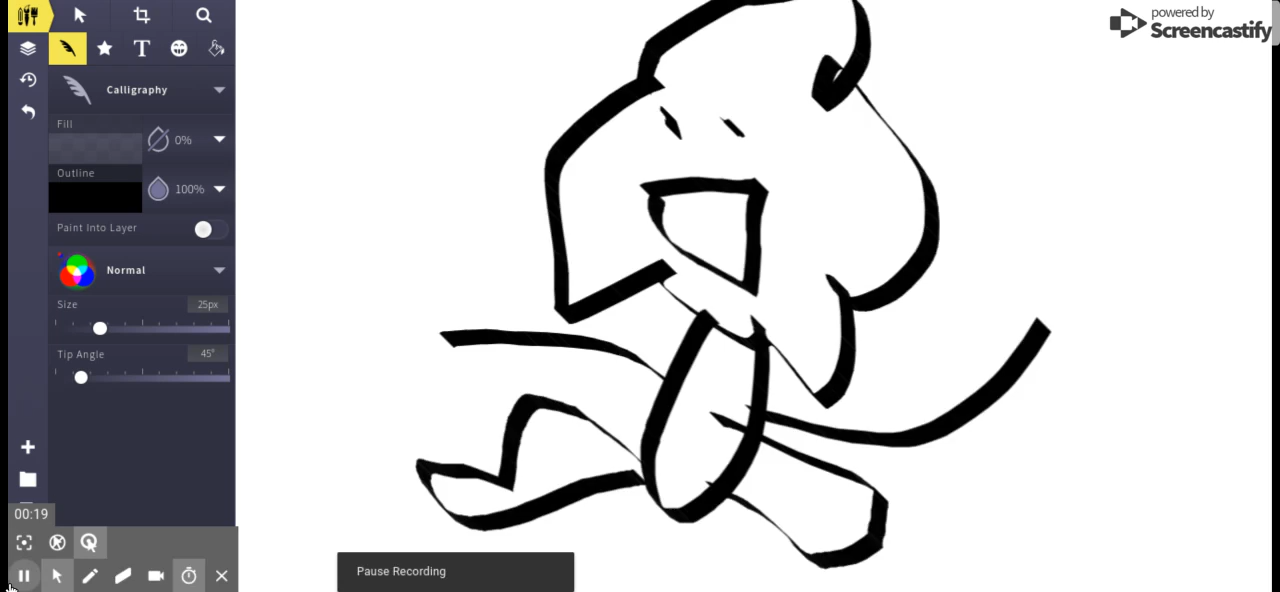 powered by
Screencastify
T
Calligraphy
Fill
0%
Outline
100%
Paint Into Layer
Normal
Size
25px
Tip Angle
45°
00:19
Pause Recording